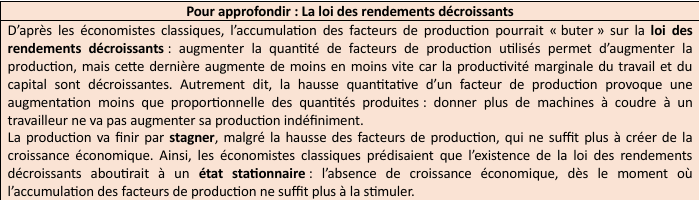 Pour approfondir : La loi des rendements décroissants
D'après les économistes classiques, l'accumulation des facteurs de production pourrait « buter » sur la loi des
rendements décroissants : augmenter la quantité de facteurs de production utilisés permet d'augmenter la
production, mais cette dernière augmente de moins en moins vite car la productivité marginale du travail et du
capital sont décroissantes. Autrement dit, la hausse quantitative d'un facteur de production provoque une
augmentation moins que proportionnelle des quantités produites : donner plus de machines à coudre à un
travailleur ne va pas augmenter sa production indéfiniment.
La production va finir par stagner, malgré la hausse des facteurs de production, qui ne suffit plus à créer de la
croissance économique. Ainsi, les économistes classiques prédisaient que l'existence de la loi des rendements
décroissants aboutirait à un état stationnaire : l'absence de croissance économique, dès le moment où
l'accumulation des facteurs de production ne suffit plus à la stimuler.